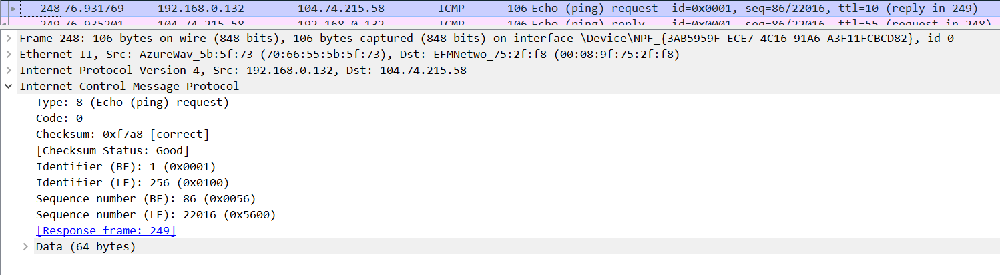 248 76.931769 192.168.0.132 104.74.215.58 ICMP 106 Echo (ping) request id=0x0001, seq=86/22016, ttl=10 (reply in 249)
249 76.935201 104.74.215.58 192.168.0.132 ICMP 106 Echo (ping) reply id=0x0001, seq=86/22016, ttl=55 (request in 248)
Frame 248: 106 bytes on wire (848 bits), 106 bytes captured (848 bits) on interface \Device\NPF_{3AB5959F-ECE7-4C16-91A6-A3F11FCBCD82}, id 0
Ethernet II, Src: AzureWav_5b:5f:73 (70:66:55:5b:5f:73), Dst: EFMNetwo_75:2f:f8 (00:08:9f:75:2f:f8)
Internet Protocol Version 4, Src: 192.168.0.132, Dst: 104.74.215.58
Internet Control Message Protocol
Type: 8 (Echo (ping) request)
Code: 0
Checksum: 0xf7a8 [correct]
[Checksum Status: Good]
Identifier (BE): 1 (0x0001)
Identifier (LE): 256 (0x0100)
Sequence number (BE): 86 (0x0056)
Sequence number (LE): 22016 (0x5600)
[Response frame: 249]
Data (64 bytes)